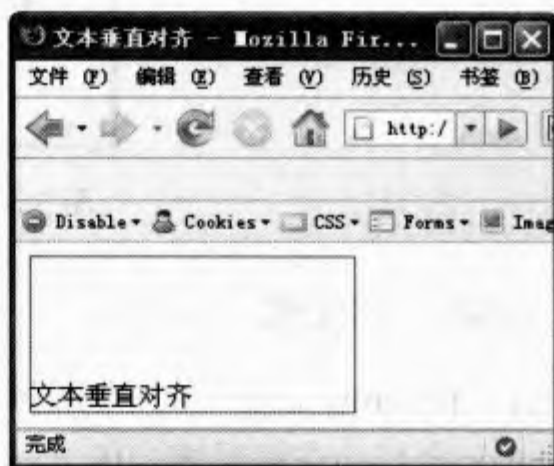 文本垂直对齐 - Mozilla Fir...
文件 (F) 编辑 (E) 查看 (V) 历史 (S) 书签 (B)
http:/
Disable Cookies CSS Forms Imag
文本垂直对齐
完成